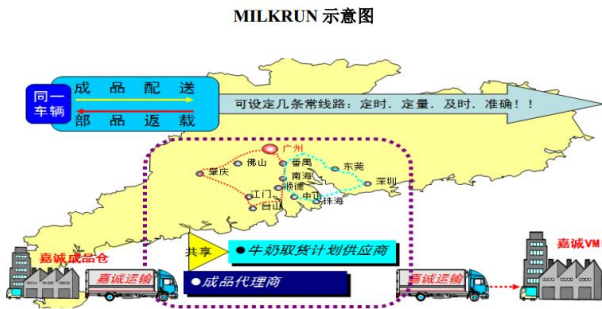 MILKRUN 示意图
同一
车辆
成 品 配 送
部 品 返 载
可设定几条常线路：定时．定量．及时．准确！！
广州
佛山
番禺
东莞
肇庆
南海
深圳
顺德
江门
中山
珠海
台山
共享
●牛奶取货计划供应商
●成品代理商
嘉诚成品仓
嘉诚运输
嘉诚运输
嘉诚VM